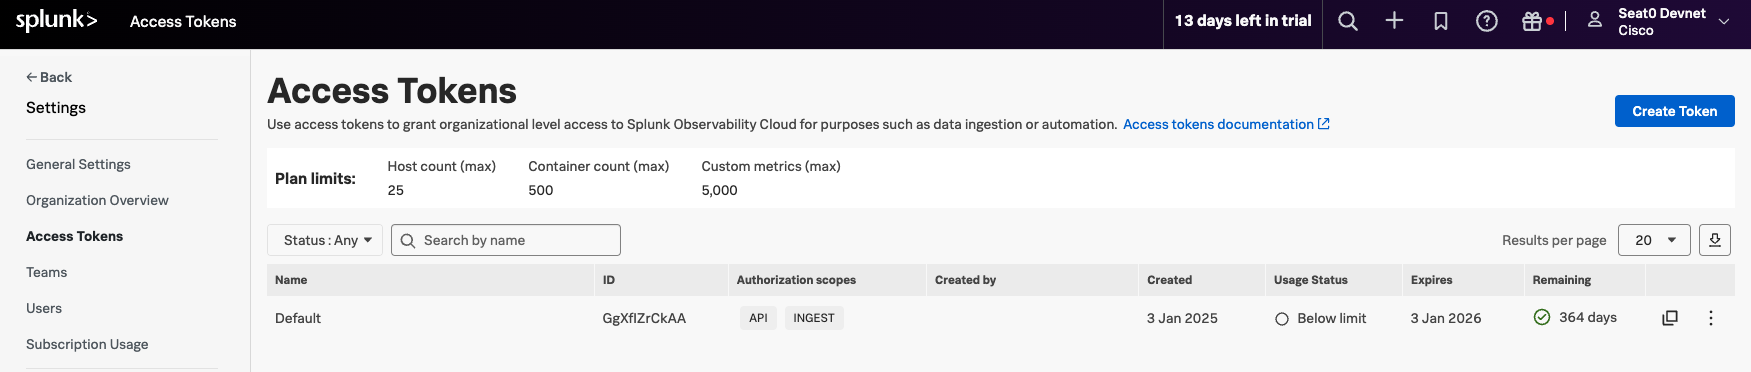 splunk> Access Tokens 13 days left in trial Seat0 Devnet
Cisco
Back
Settings
General Settings
Organization Overview
Access Tokens
Teams
Users
Subscription Usage
Access Tokens
Use access tokens to grant organizational level access to Splunk Observability Cloud for purposes such as data ingestion or automation. Access tokens documentation
Create Token
Plan limits: Host count (max) Container count (max) Custom metrics (max)
25 500 5,000
Status : Any Search by name Results per page 20
Name ID Authorization scopes Created by Created Usage Status Expires Remaining
Default GgXflZrCkAA API INGEST 3 Jan 2025 Below limit 3 Jan 2026 364 days